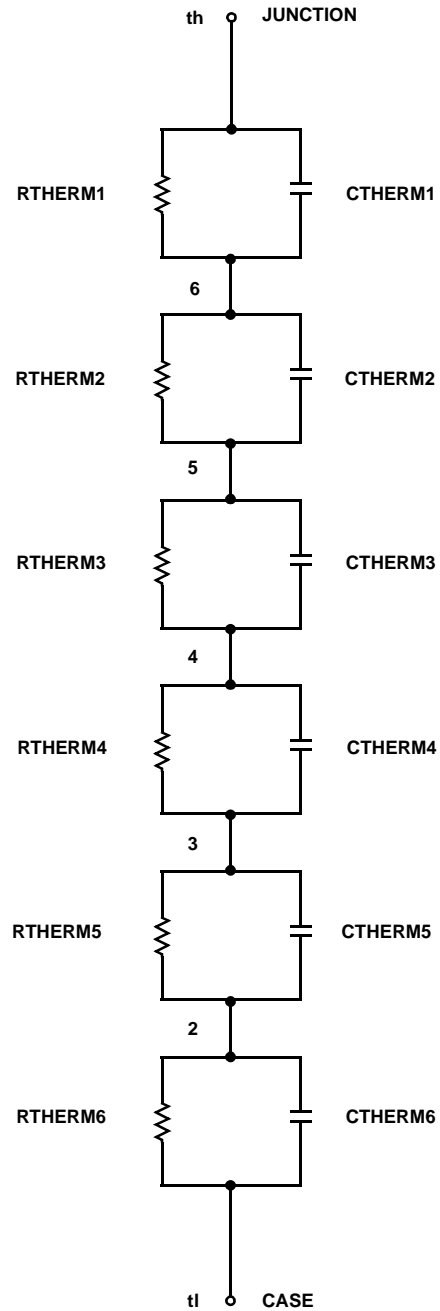 th JUNCTION
RTHERM1 CTHERM1
6
RTHERM2 CTHERM2
5
RTHERM3 CTHERM3
4
RTHERM4 CTHERM4
3
RTHERM5 CTHERM5
2
RTHERM6 CTHERM6
tl CASE